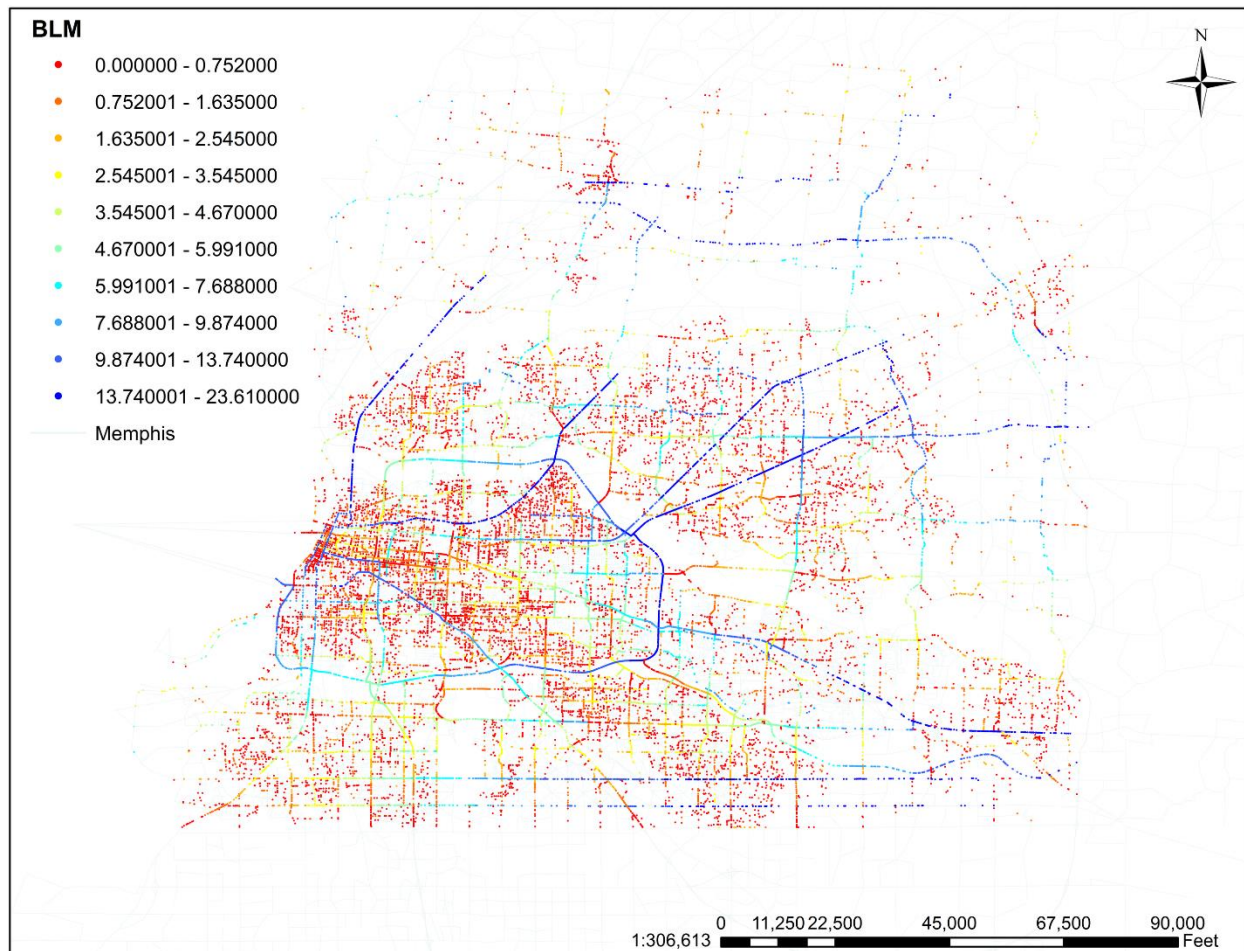 BLM
0.000000 - 0.752000
0.752001 - 1.635000
1.635001 - 2.545000
2.545001 - 3.545000
3.545001 - 4.670000
4.670001 - 5.991000
5.991001 - 7.688000
7.688001 - 9.874000
9.874001 - 13.740000
13.740001 - 23.610000
Memphis
N
0 11,250 22,500 45,000 67,500 90,000
1:306,613 Feet